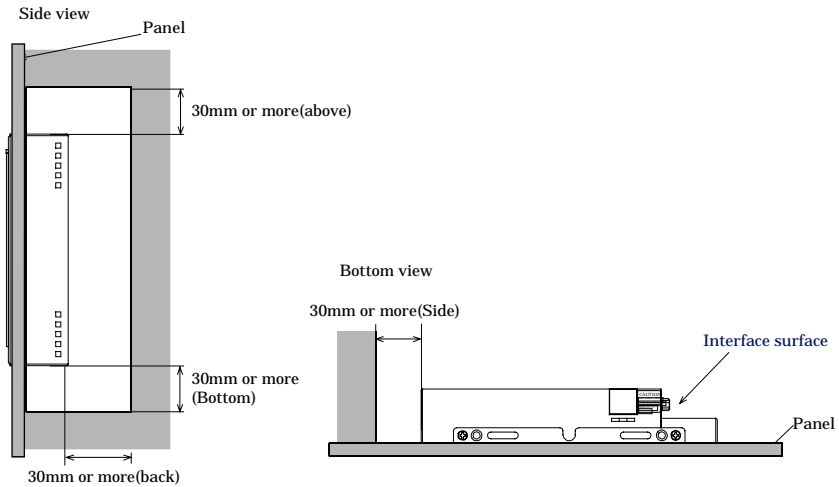 Side view
Panel
30mm or more(above)
30mm or more
(Bottom)
30mm or more(back)
Bottom view
30mm or more(Side)
Interface surface
CAUTION
Panel